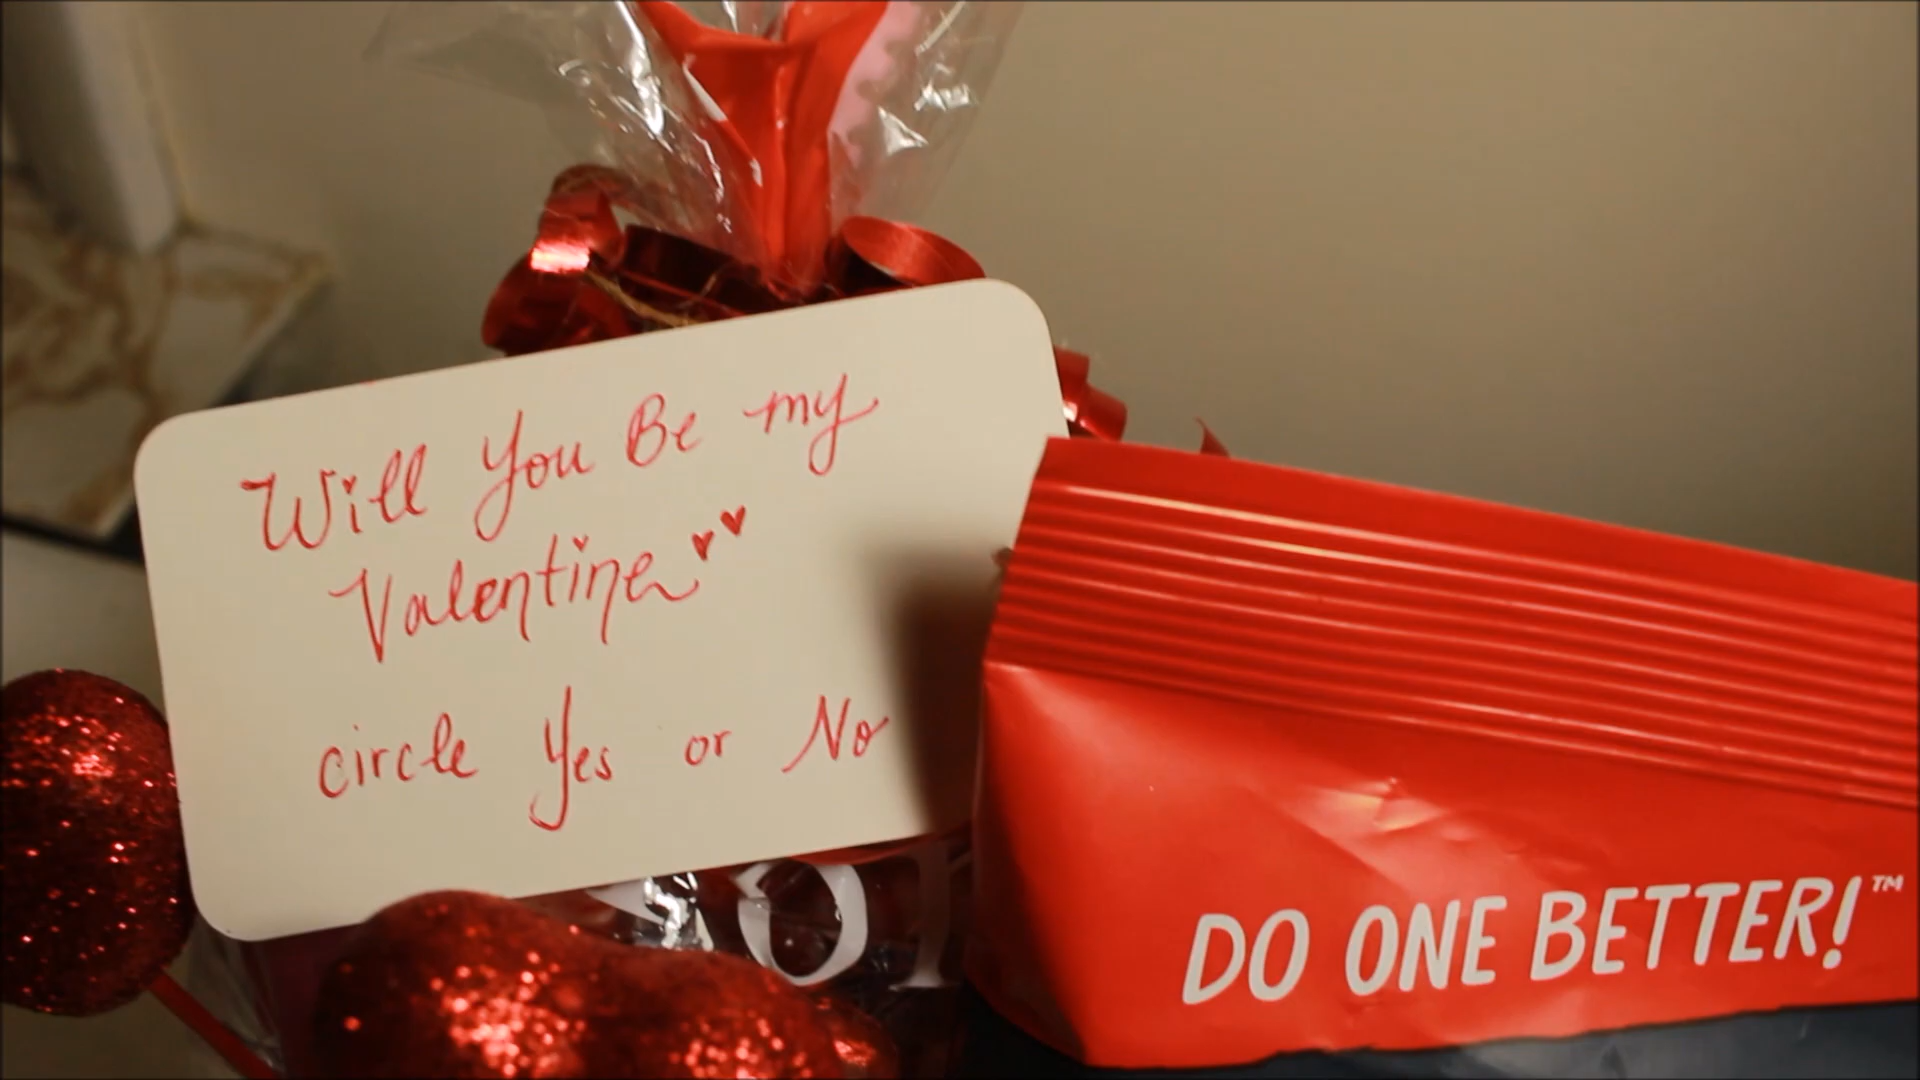 Will You Be my
Valentine
circle Yes or No
DO ONE BETTER!™